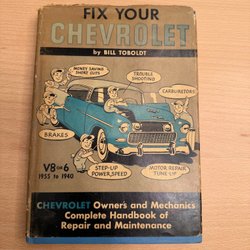 FIX YOUR
CHEVROLET
by BILL TOBOLDT
MONEY SAVING
SHORT CUTS
TROUBLE
SHOOTING
CARBURETORS
BRAKES
V8 or 6
1955 to 1940
STEP-UP
POWER, SPEED
MOTOR REPAIR
TUNE UP
CHEVROLET Owners and Mechanics
Complete Handbook of
Repair and Maintenance